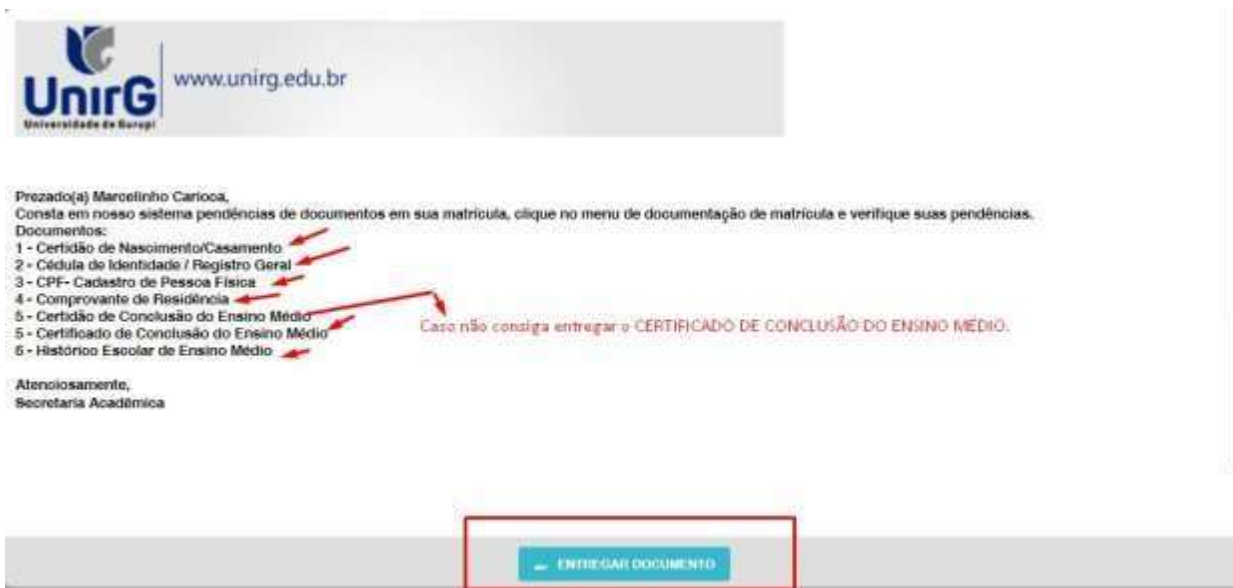 UnirG
Universidade de Gurupi
www.unirg.edu.br
Prezado(a) Marcelinho Carioca,
Consta em nosso sistema pendências de documentos em sua matrícula, clique no menu de documentação de matrícula e verifique suas pendências.
Documentos:
1 - Certidão de Nascimento/Casamento
2 - Cédula de Identidade / Registro Geral
3 - CPF- Cadastro de Pessoa Física
4 - Comprovante de Residência
5 - Certidão de Conclusão do Ensino Médio
Caso não consiga entregar o CERTIFICADO DE CONCLUSÃO DO ENSINO MÉDIO.
5 - Certificado de Conclusão do Ensino Médio
6 - Histórico Escolar de Ensino Médio
Atenciosamente,
Secretaria Acadêmica
ENTREGAR DOCUMENTO